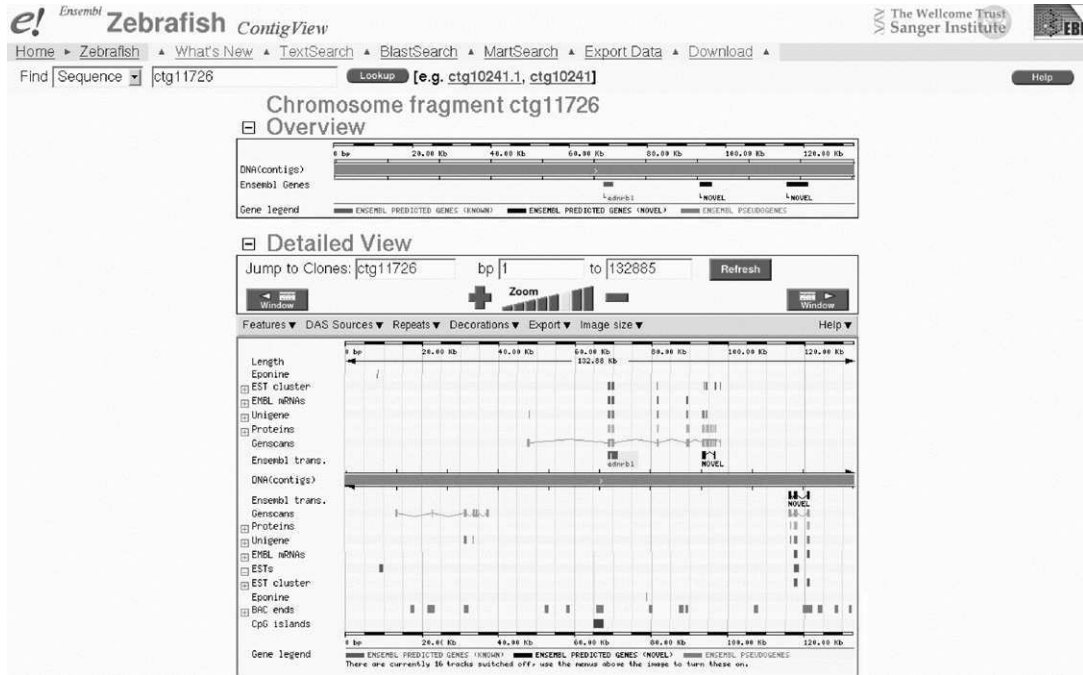 e! Ensembl Zebrafish ContigView
The Wellcome Trust
Sanger Institute
EBI
Home ► Zebrafish ▲ What's New ▲ TextSearch ▲ BlastSearch ▲ MartSearch ▲ Export Data ▲ Download ▲
Find Sequence ctg11726 Lookup [e.g. ctg10241.1, ctg10241] Help
Chromosome fragment ctg11726
Overview
0 bp 20.00 Kb 40.00 Kb 60.00 Kb 80.00 Kb 100.00 Kb 120.00 Kb
DNA(contigs)
Ensembl Genes
ednrb1 NOVEL NOVEL
Gene legend ENSEMBL PREDICTED GENES (KNOWN) ENSEMBL PREDICTED GENES (NOVEL) ENSEMBL PSEUDOGENES
Detailed View
Jump to Clones: ctg11726 bp 1 to 132885 Refresh
Window Zoom Window
Features ▼ DAS Sources ▼ Repeats ▼ Decorations ▼ Export ▼ Image size ▼ Help ▼
0 bp 20.00 Kb 40.00 Kb 60.00 Kb 80.00 Kb 100.00 Kb 120.00 Kb
Length 132.88 Kb
Eponine
EST cluster
EMBL mRNAs
Unigene
Proteins
Genscans
Ensembl trans. ednrb1 NOVEL
DNA(contigs)
Ensembl trans.
NOVEL
Genscans
Proteins
Unigene
EMBL mRNAs
ESTs
EST cluster
Eponine
BAC ends
CpG islands
0 bp 20.00 Kb 40.00 Kb 60.00 Kb 80.00 Kb 100.00 Kb 120.00 Kb
Gene legend ENSEMBL PREDICTED GENES (KNOWN) ENSEMBL PREDICTED GENES (NOVEL) ENSEMBL PSEUDOGENES
There are currently 16 tracks switched off, use the menus above the image to turn these on.